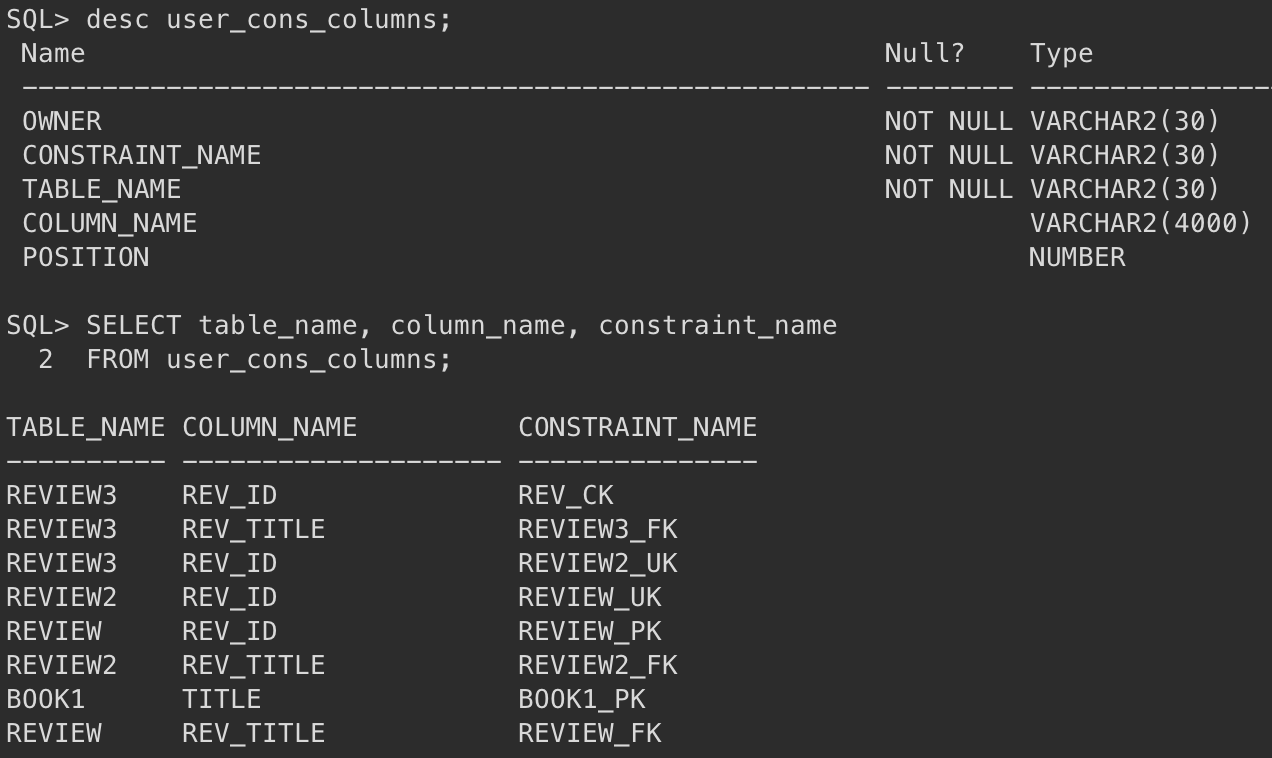 SQL> desc user_cons_columns;
Name Null? Type
----------------------------------------------------- -------- ---------------
OWNER NOT NULL VARCHAR2(30)
CONSTRAINT_NAME NOT NULL VARCHAR2(30)
TABLE_NAME NOT NULL VARCHAR2(30)
COLUMN_NAME VARCHAR2(4000)
POSITION NUMBER
SQL> SELECT table_name, column_name, constraint_name
2 FROM user_cons_columns;
TABLE_NAME COLUMN_NAME CONSTRAINT_NAME
---------- -------------------- ---------------
REVIEW3 REV_ID REV_CK
REVIEW3 REV_TITLE REVIEW3_FK
REVIEW3 REV_ID REVIEW2_UK
REVIEW2 REV_ID REVIEW_UK
REVIEW REV_ID REVIEW_PK
REVIEW2 REV_TITLE REVIEW2_FK
BOOK1 TITLE BOOK1_PK
REVIEW REV_TITLE REVIEW_FK